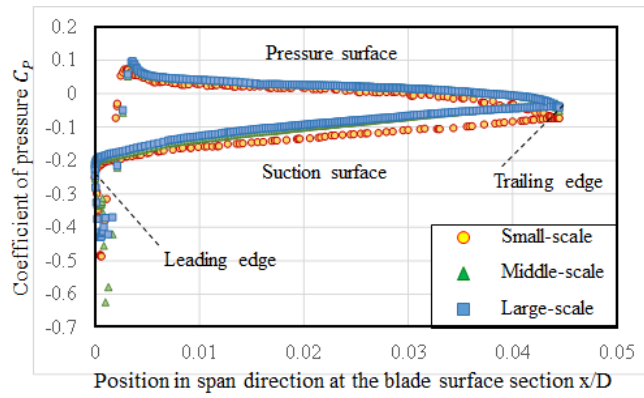 0.2
0.1
0
-0.1
-0.2
-0.3
-0.4
-0.5
-0.6
-0.7
Coefficient of pressure C_P
Pressure surface
Suction surface
Trailing edge
Leading edge
Small-scale
Middle-scale
Large-scale
0 0.01 0.02 0.03 0.04 0.05
Position in span direction at the blade surface section x/D